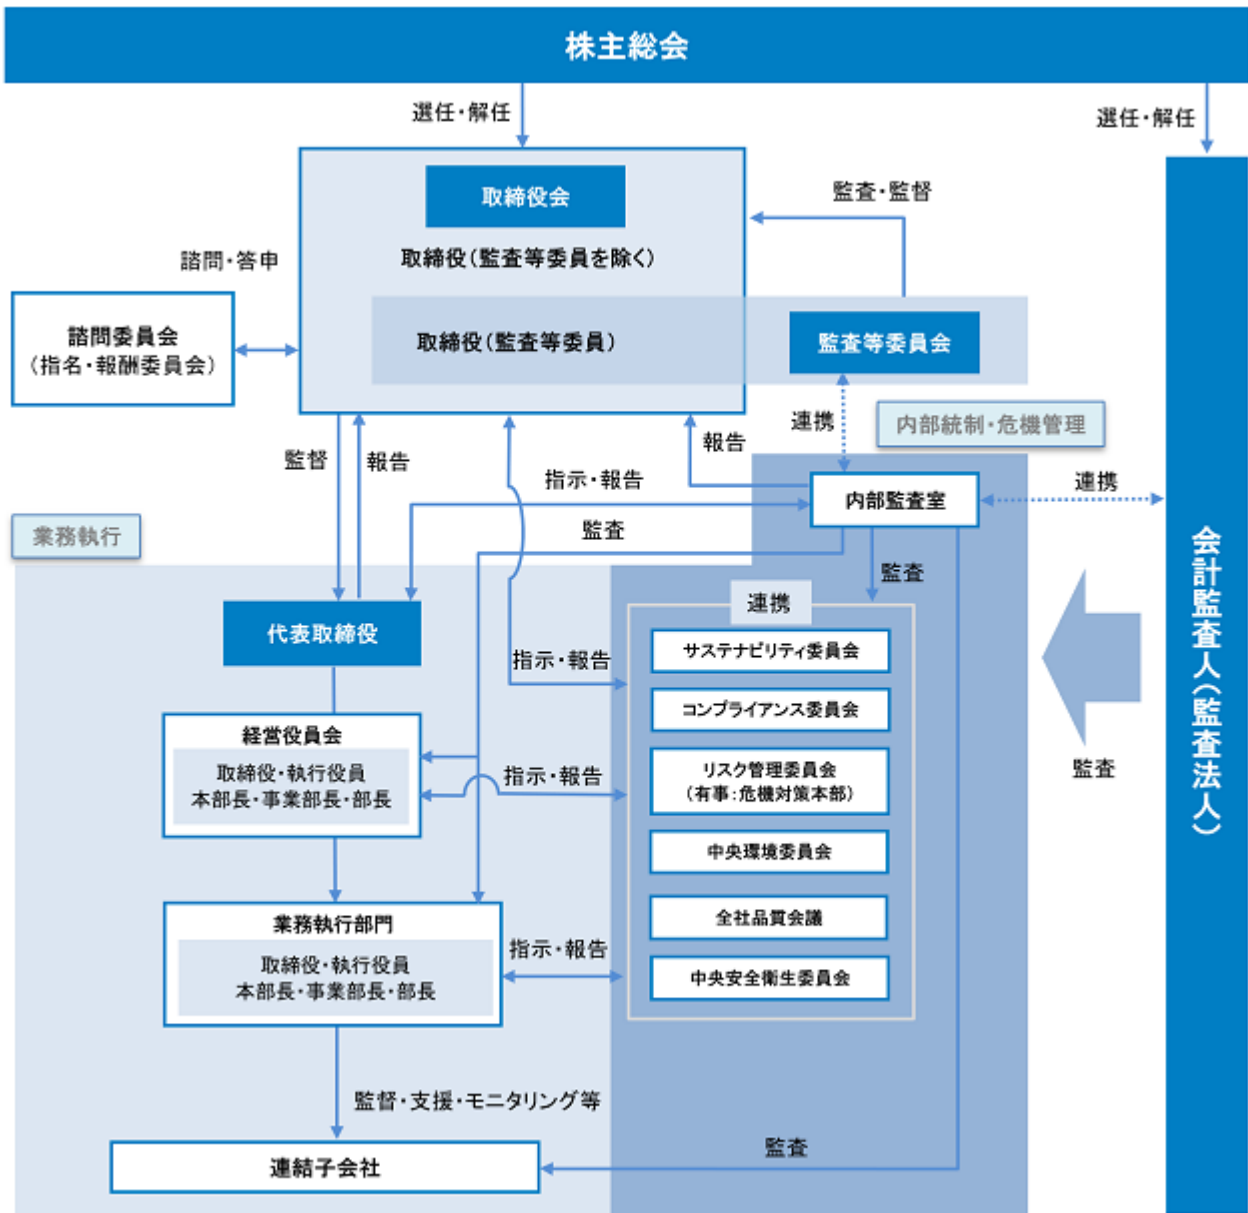 株主総会
選任・解任
選任・解任
取締役会
監査・監督
取締役(監査等委員を除く)
諮問・答申
諮問委員会
(指名・報酬委員会)
取締役(監査等委員)
監査等委員会
連携
内部統制・危機管理
監督
報告
報告
指示・報告
内部監査室
連携
業務執行
監査
監査
会計監査人(監査法人)
連携
代表取締役
サステナビリティ委員会
指示・報告
コンプライアンス委員会
経営役員会
取締役・執行役員
本部長・事業部長・部長
指示・報告
リスク管理委員会
(有事:危機対策本部)
監査
中央環境委員会
業務執行部門
取締役・執行役員
本部長・事業部長・部長
全社品質会議
指示・報告
中央安全衛生委員会
監督・支援・モニタリング等
監査
連結子会社